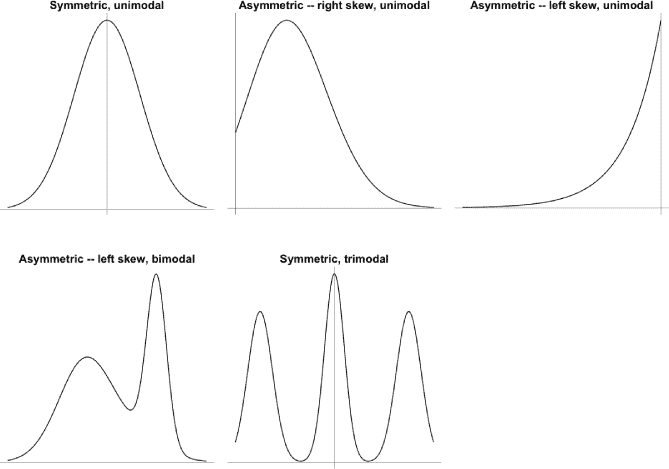 Symmetric, unimodal
Asymmetric -- right skew, unimodal
Asymmetric -- left skew, unimodal
Asymmetric -- left skew, bimodal
Symmetric, trimodal